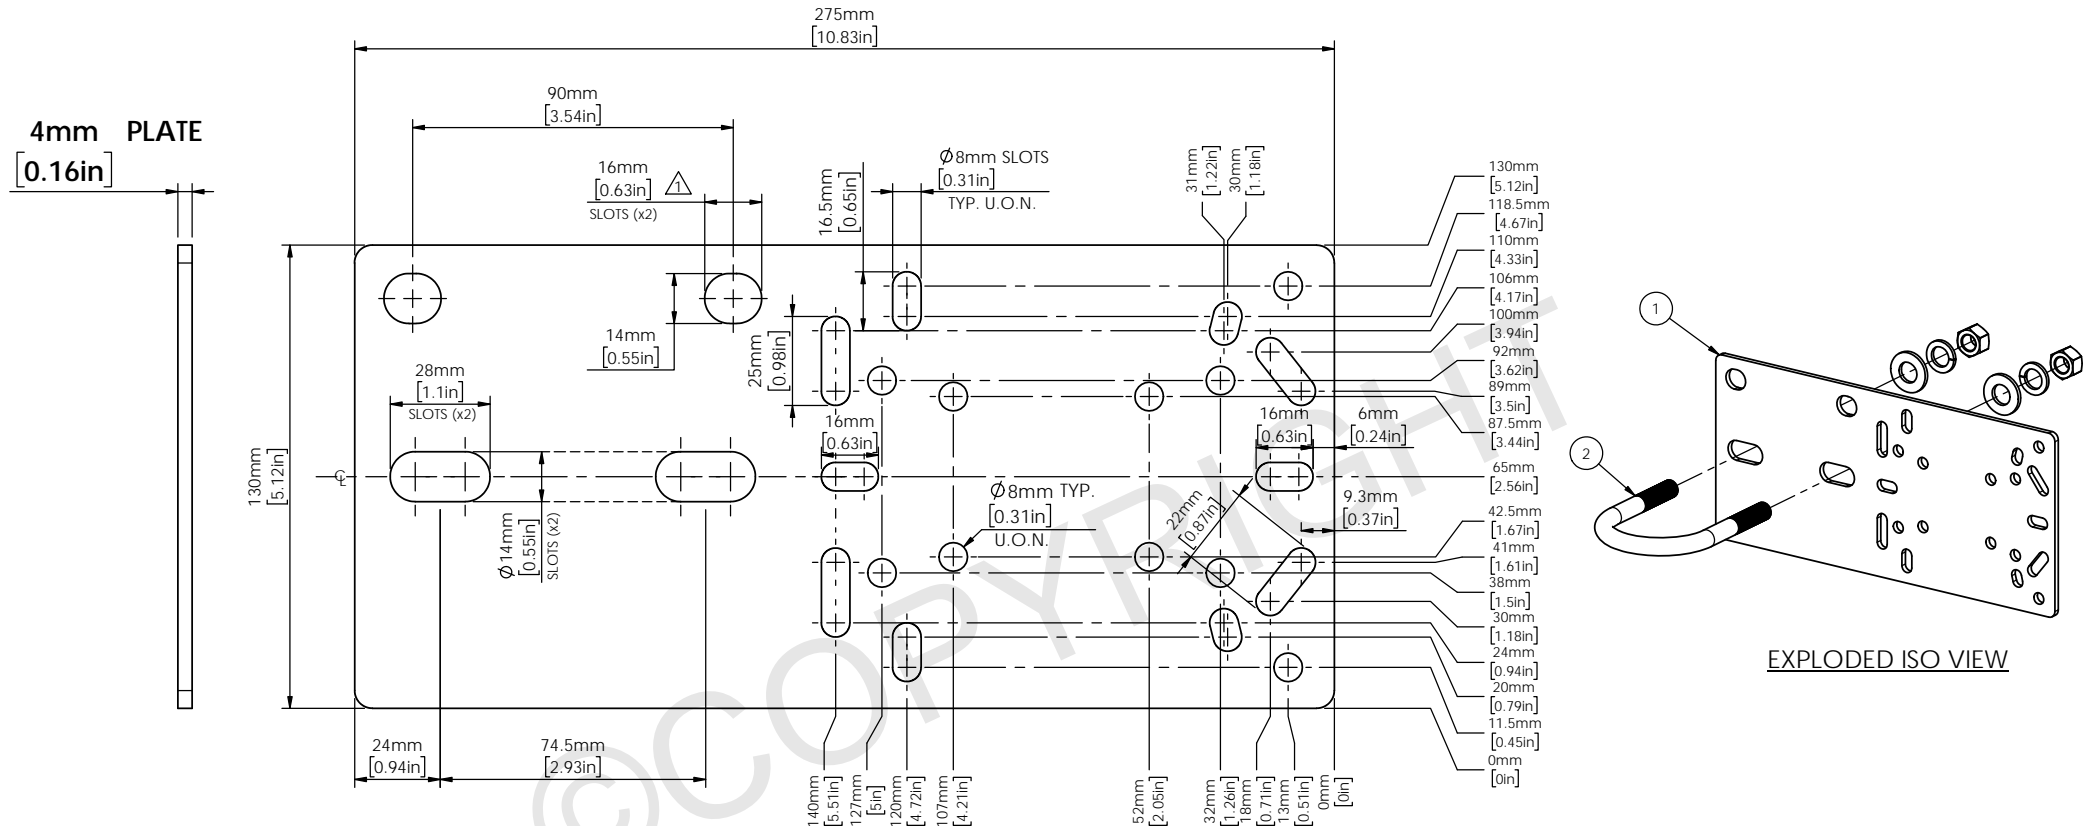 275mm
[10.83in]
90mm
[3.54in]
4mm PLATE
[0.16in]
16mm
[0.63in]
1
SLOTS (x2)
16.5mm
[0.65in]
Ø8mm SLOTS
[0.31in]
TYP. U.O.N.
31mm
[1.22in]
30mm
[1.18in]
130mm
[5.12in]
118.5mm
[4.67in]
110mm
[4.33in]
106mm
[4.17in]
100mm
[3.94in]
92mm
[3.62in]
89mm
[3.5in]
87.5mm
[3.44in]
65mm
[2.56in]
42.5mm
[1.67in]
41mm
[1.61in]
38mm
[1.5in]
30mm
[1.18in]
24mm
[0.94in]
20mm
[0.79in]
11.5mm
[0.45in]
0mm
[0in]
14mm
[0.55in]
25mm
[0.98in]
28mm
[1.1in]
SLOTS (x2)
16mm
[0.63in]
16mm
[0.63in]
6mm
[0.24in]
130mm
[5.12in]
℄
Ø14mm
[0.55in]
SLOTS (x2)
Ø8mm TYP.
[0.31in]
U.O.N.
22mm
[0.87in]
9.3mm
[0.37in]
24mm
[0.94in]
74.5mm
[2.93in]
140mm
[5.51in]
127mm
[5in]
120mm
[4.72in]
107mm
[4.21in]
52mm
[2.05in]
32mm
[1.26in]
18mm
[0.71in]
13mm
[0.51in]
0mm
[0in]
1
2
EXPLODED ISO VIEW
©COPYRIGHT